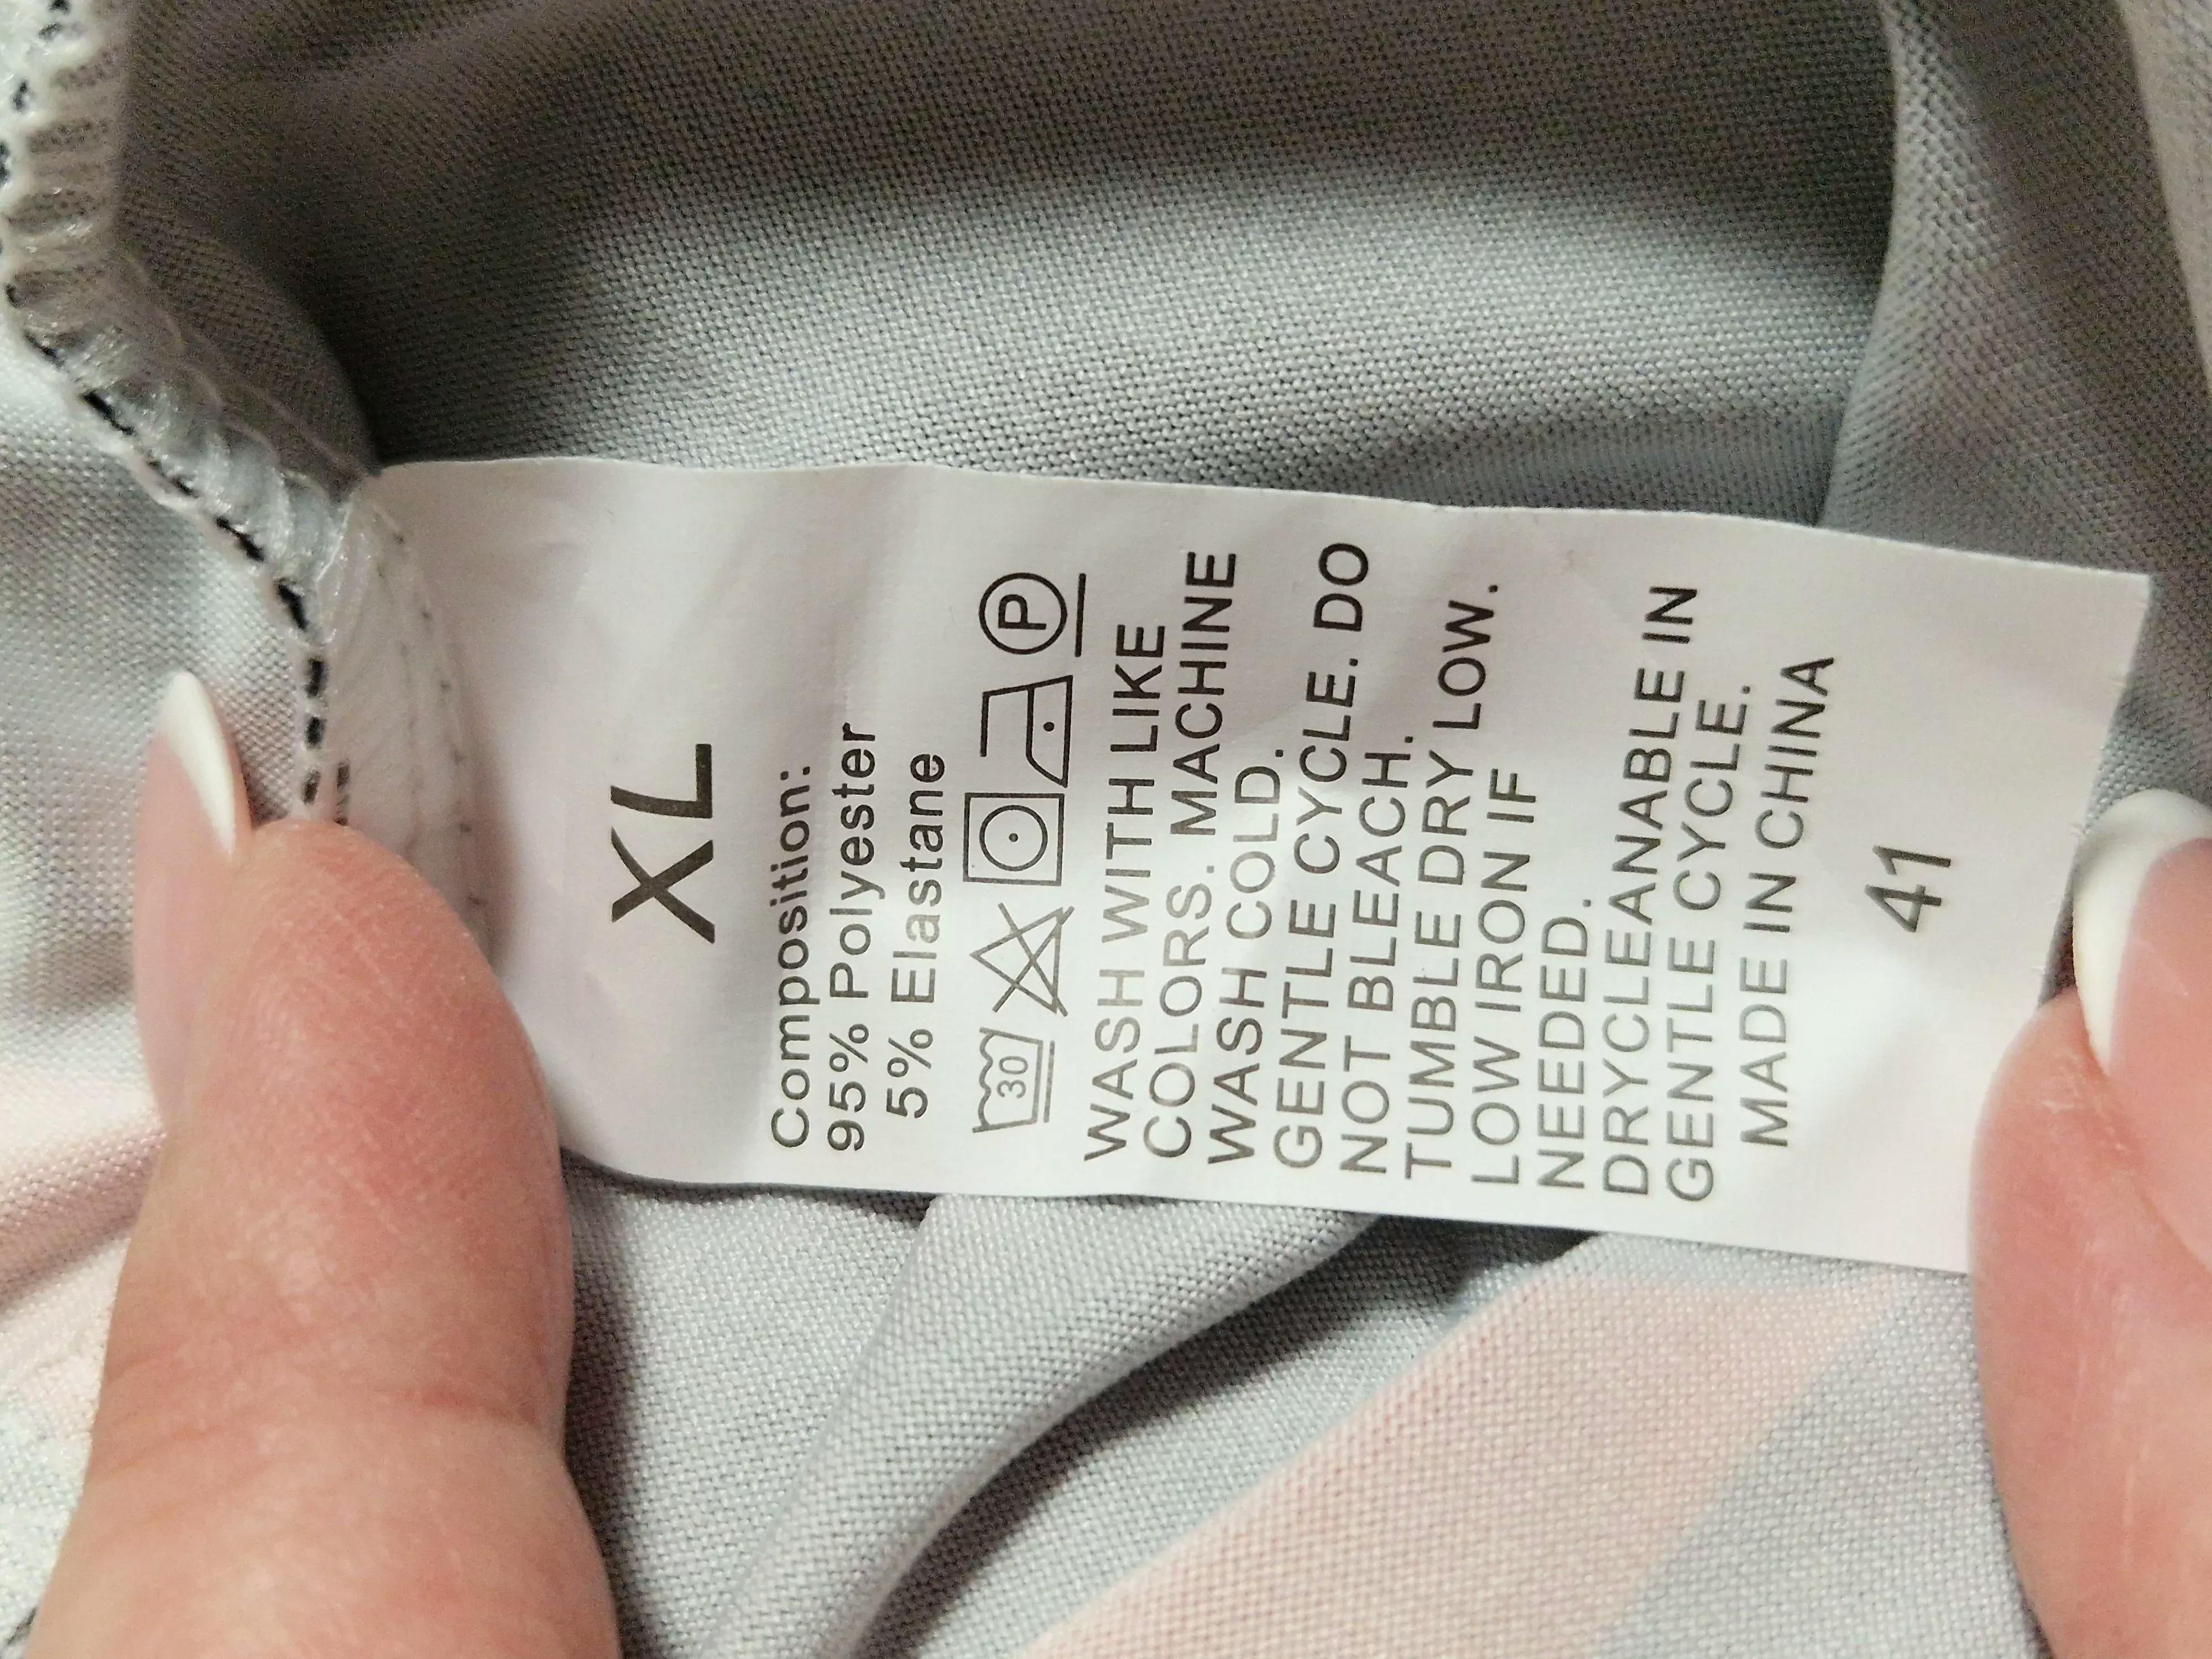 XL
Composition:
95% Polyester
5% Elastane
30 P
WASH WITH LIKE
COLORS. MACHINE
WASH COLD.
GENTLE CYCLE. DO
NOT BLEACH.
TUMBLE DRY LOW.
LOW IRON IF
NEEDED.
DRYCLEANABLE IN
GENTLE CYCLE.
MADE IN CHINA
41